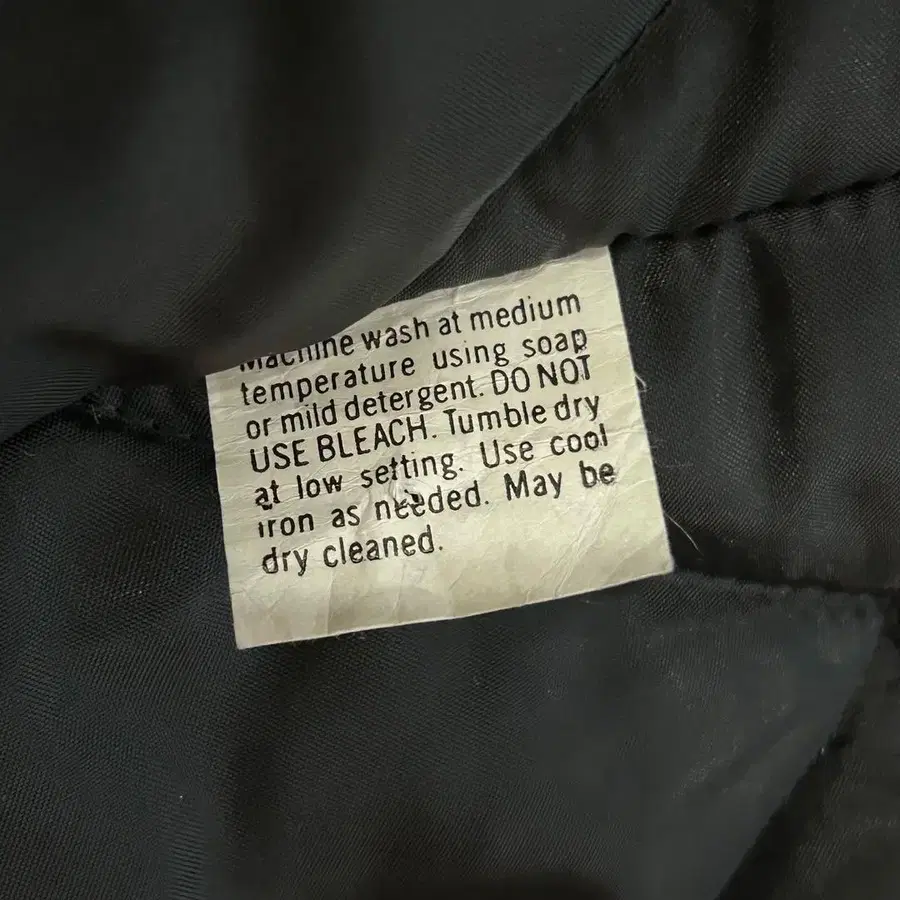 Machine wash at medium
temperature using soap
or mild detergent. DO NOT
USE BLEACH. Tumble dry
at low setting. Use cool
iron as needed. May be
dry cleaned.